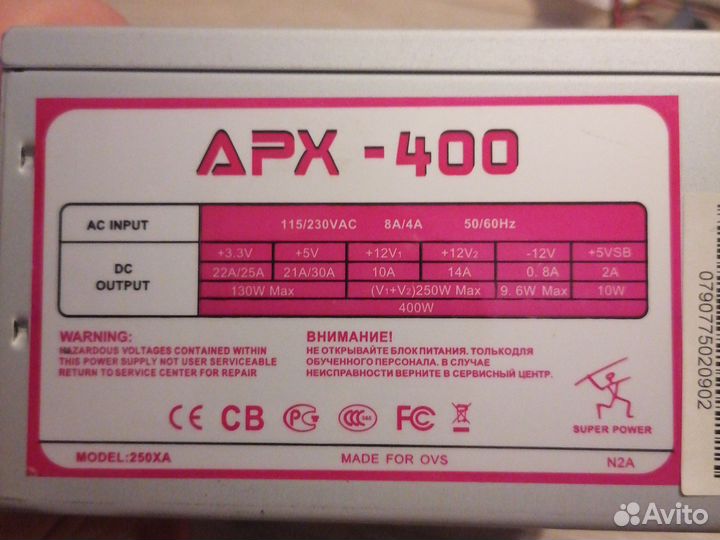 APX -400
AC INPUT 115/230VAC 8A/4A 50/60Hz
DC OUTPUT
+3.3V +5V +12V1 +12V2 -12V +5VSB
22A/25A 21A/30A 10A 14A 0.8A 2A
130W Max (V1+V2)250W Max 9.6W Max 10W
400W
WARNING:
HAZARDOUS VOLTAGES CONTAINED WITHIN
THIS POWER SUPPLY NOT USER SERVICEABLE
RETURN TO SERVICE CENTER FOR REPAIR
ВНИМАНИЕ!
НЕ ОТКРЫВАЙТЕ БЛОК ПИТАНИЯ. ТОЛЬКОДЛЯ
ОБУЧЕННОГО ПЕРСОНАЛА. В СЛУЧАЕ
НЕИСПРАВНОСТИ ВЕРНИТЕ В СЕРВИСНЫЙ ЦЕНТР.
CE CB PC CCC S&E FC
SUPER POWER
MODEL:250XA MADE FOR OVS N2A
0790775020902
Avito